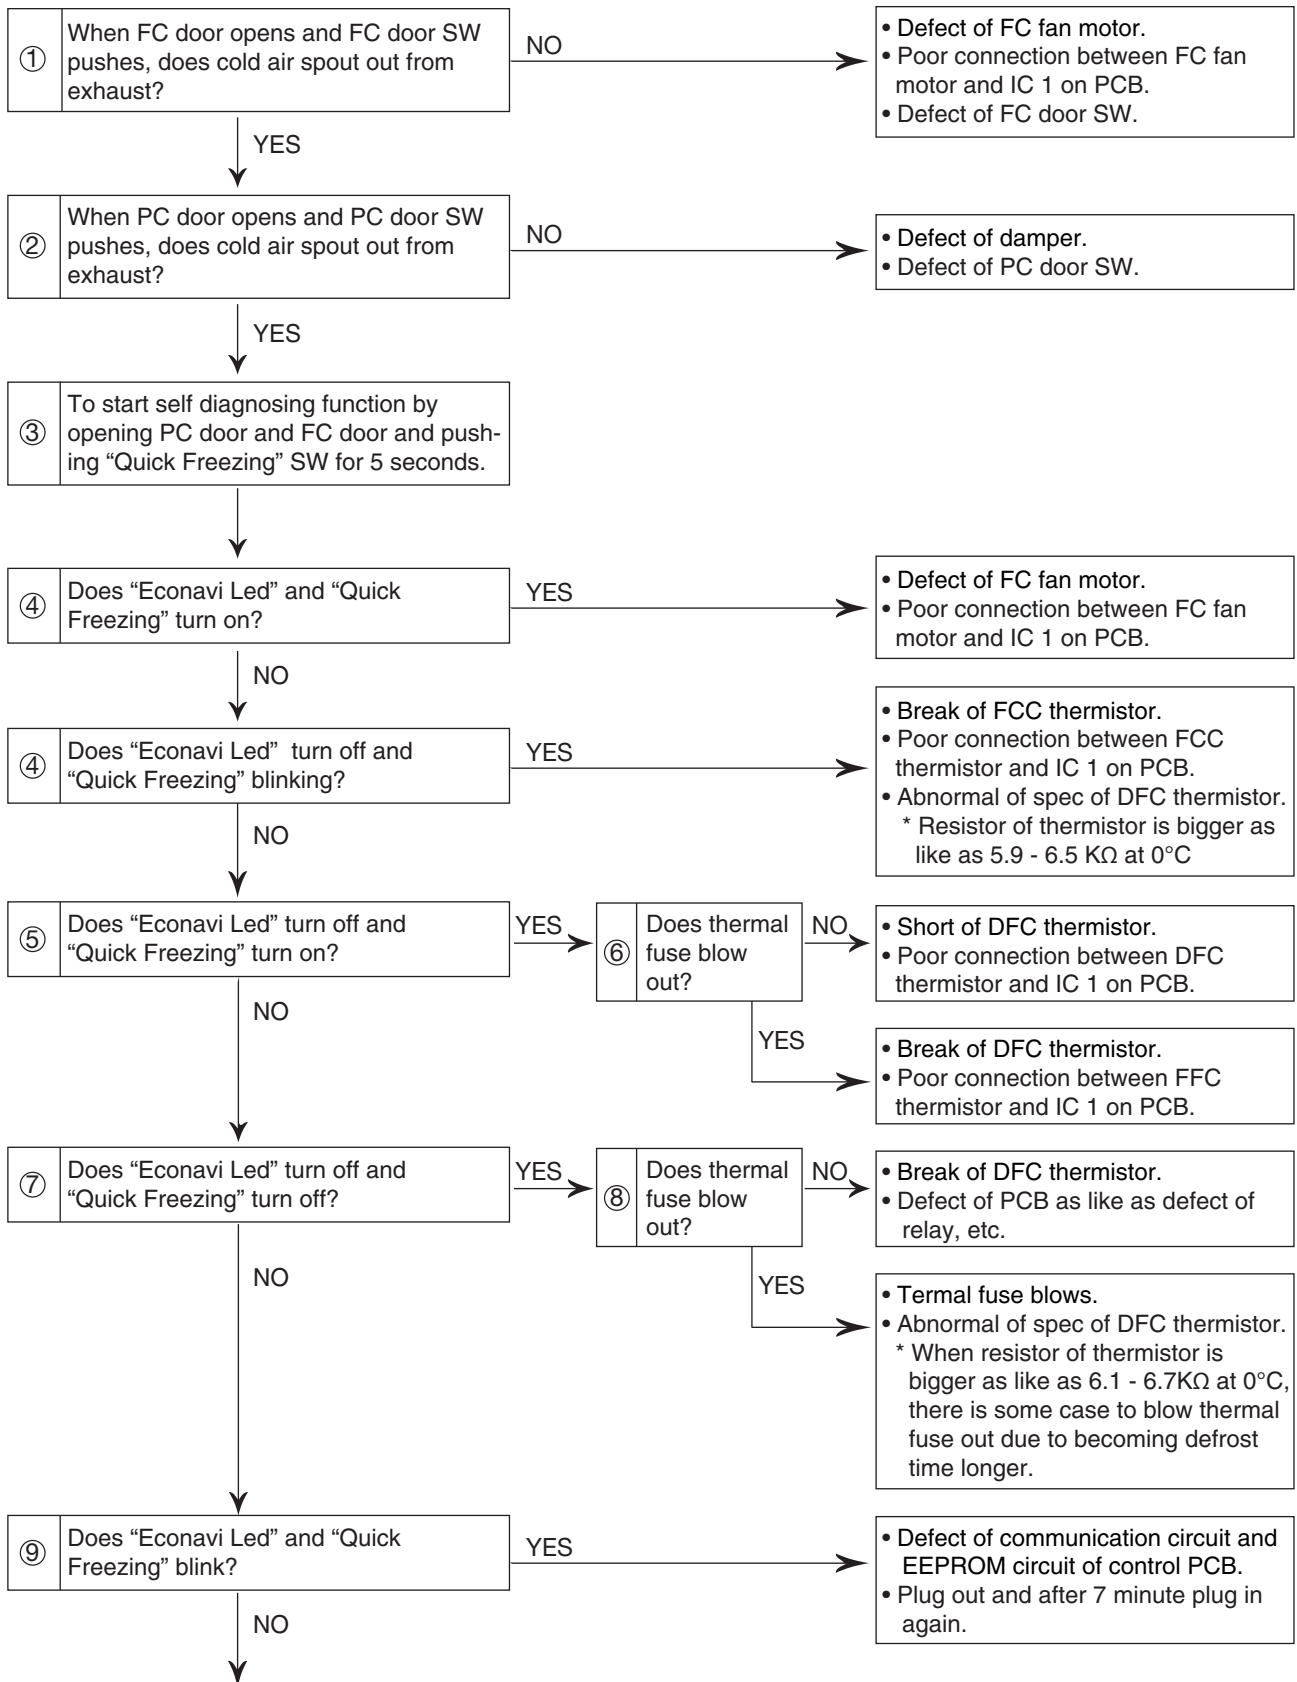 ①
When FC door opens and FC door SW
pushes, does cold air spout out from
exhaust?
NO
• Defect of FC fan motor.
• Poor connection between FC fan
motor and IC 1 on PCB.
• Defect of FC door SW.
YES
②
When PC door opens and PC door SW
pushes, does cold air spout out from
exhaust?
NO
• Defect of damper.
• Defect of PC door SW.
YES
③
To start self diagnosing function by
opening PC door and FC door and push-
ing “Quick Freezing” SW for 5 seconds.
④
Does “Econavi Led” and “Quick
Freezing” turn on?
YES
• Defect of FC fan motor.
• Poor connection between FC fan
motor and IC 1 on PCB.
NO
④
Does “Econavi Led” turn off and
“Quick Freezing” blinking?
YES
• Break of FCC thermistor.
• Poor connection between FCC
thermistor and IC 1 on PCB.
• Abnormal of spec of DFC thermistor.
* Resistor of thermistor is bigger as
like as 5.9 - 6.5 KΩ at 0°C
NO
⑤
Does “Econavi Led” turn off and
“Quick Freezing” turn on?
YES
⑥
Does thermal
fuse blow
out?
NO
• Short of DFC thermistor.
• Poor connection between DFC
thermistor and IC 1 on PCB.
YES
• Break of DFC thermistor.
• Poor connection between FFC
thermistor and IC 1 on PCB.
NO
⑦
Does “Econavi Led” turn off and
“Quick Freezing” turn off?
YES
⑧
Does thermal
fuse blow
out?
NO
• Break of DFC thermistor.
• Defect of PCB as like as defect of
relay, etc.
YES
• Termal fuse blows.
• Abnormal of spec of DFC thermistor.
* When resistor of thermistor is
bigger as like as 6.1 - 6.7KΩ at 0°C,
there is some case to blow thermal
fuse out due to becoming defrost
time longer.
NO
⑨
Does “Econavi Led” and “Quick
Freezing” blink?
YES
• Defect of communication circuit and
EEPROM circuit of control PCB.
• Plug out and after 7 minute plug in
again.
NO